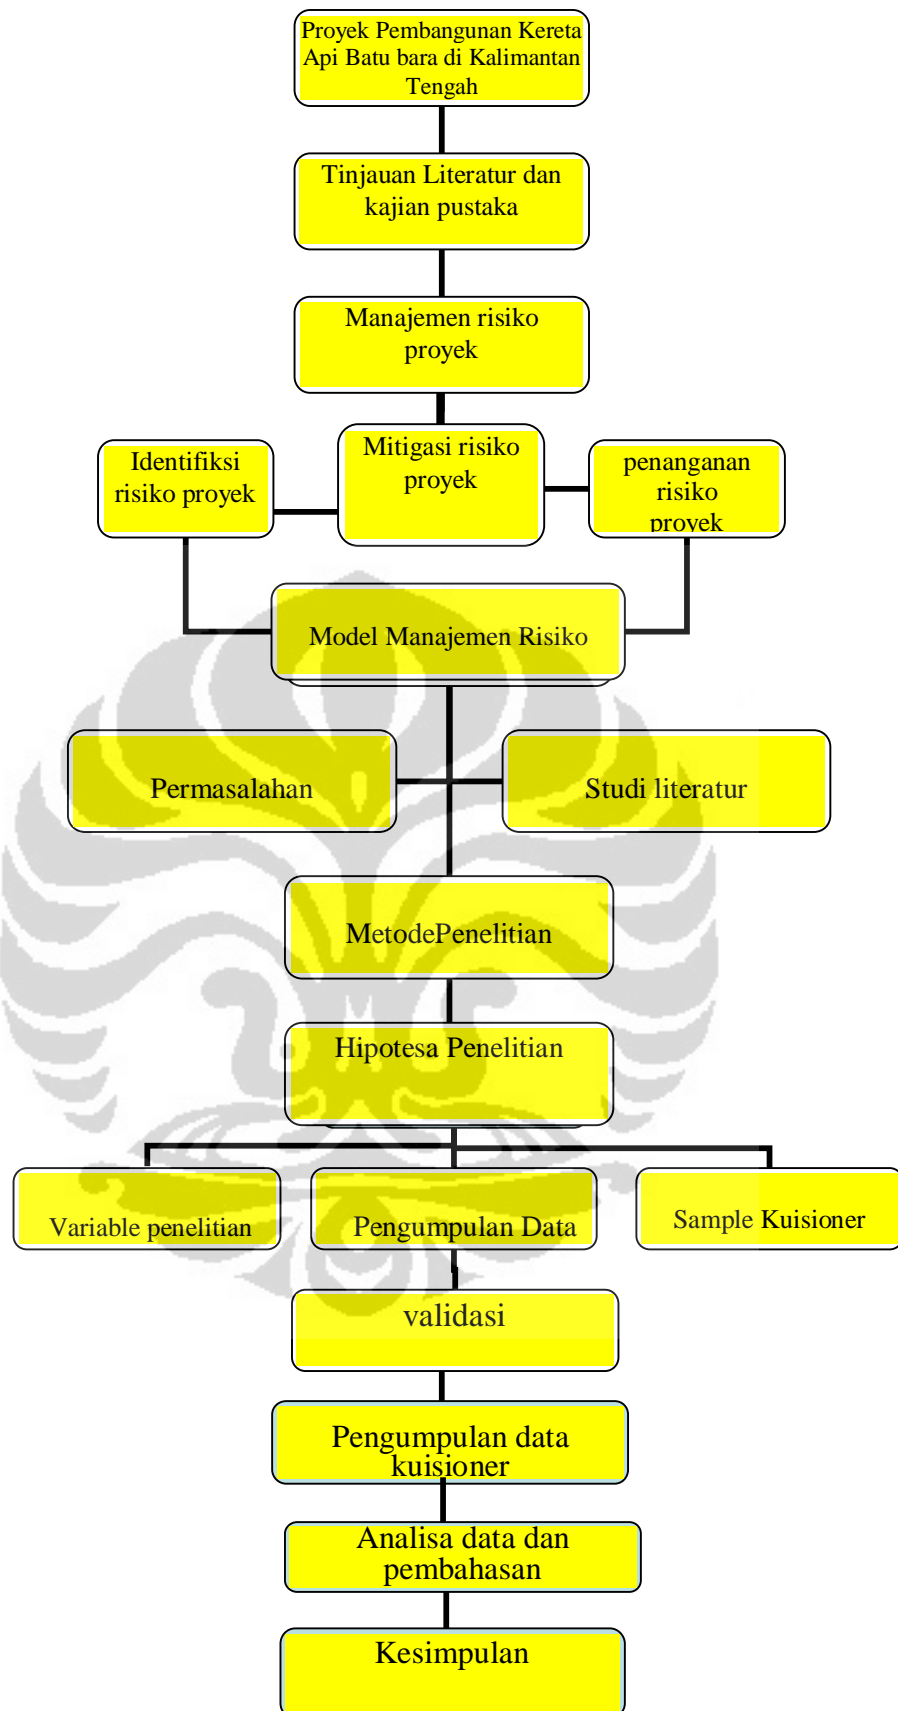 Proyek Pembangunan Kereta
Api Batu bara di Kalimantan
Tengah
Tinjauan Literatur dan
kajian pustaka
Manajemen risiko
proyek
Identifiksi
risiko proyek
Mitigasi risiko
proyek
penanganan
risiko
proyek
Model Manajemen Risiko
Permasalahan
Studi literatur
MetodePenelitian
Hipotesa Penelitian
Variable penelitian
Pengumpulan Data
Sample Kuisioner
validasi
Pengumpulan data
kuisioner
Analisa data dan
pembahasan
Kesimpulan